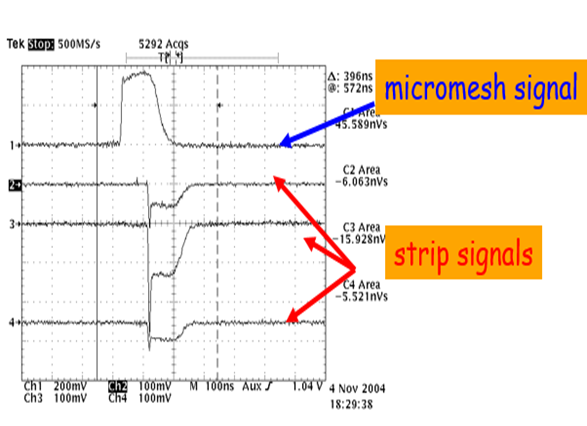 Tek Stop: 500MS/s 5292 Acqs
T
Δ: 396ns
@: 572ns
micromesh signal
C1 Area
45.589nVs
1
C2 Area
-6.063nVs
2
3
C3 Area
-15.928nV
strip signals
C4 Area
-5.521nVs
4
Ch1 200mV Ch2 100mV M 100ns Aux 1.04 V
Ch3 100mV Ch4 100mV
4 Nov 2004
18:29:38